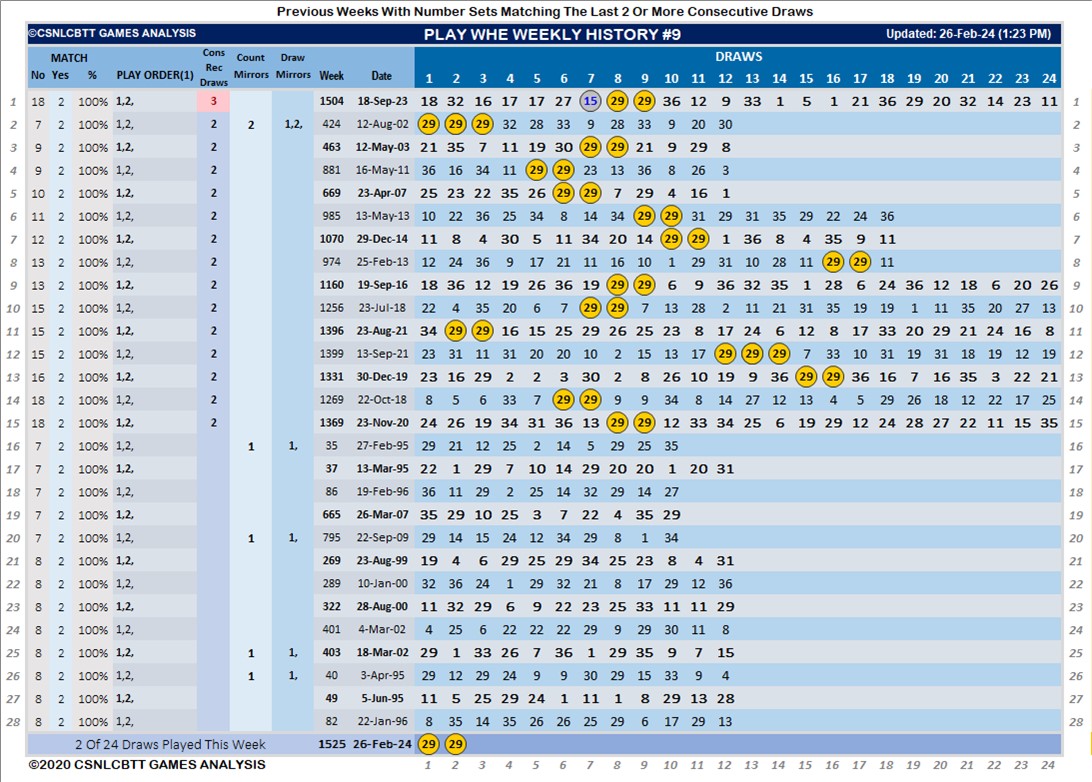 Previous Weeks With Number Sets Matching The Last 2 Or More Consecutive Draws
©CSNLCBTT GAMES ANALYSIS PLAY WHE WEEKLY HISTORY #9 Updated: 26-Feb-24 (1:23 PM)
MATCH Cons Rec Draws Count Mirrors Draw Mirrors DRAWS
No Yes % PLAY ORDER(1) Week Date 1 2 3 4 5 6 7 8 9 10 11 12 13 14 15 16 17 18 19 20 21 22 23 24
1 18 2 100% 1,2, 3 1504 18-Sep-23 18 32 16 17 17 27 15 29 29 36 12 9 33 1 5 1 21 36 29 20 32 14 23 11 1
2 7 2 100% 1,2, 2 2 1,2, 424 12-Aug-02 29 29 29 32 28 33 9 28 33 9 20 30 2
3 9 2 100% 1,2, 2 463 12-May-03 21 35 7 11 19 30 29 29 21 9 29 8 3
4 9 2 100% 1,2, 2 881 16-May-11 36 16 34 11 29 29 23 13 36 8 26 3 4
5 10 2 100% 1,2, 2 669 23-Apr-07 25 23 22 35 26 29 29 7 29 4 16 1 5
6 11 2 100% 1,2, 2 985 13-May-13 10 22 36 25 34 8 14 34 29 29 31 29 31 35 29 22 24 36 6
7 12 2 100% 1,2, 2 1070 29-Dec-14 11 8 4 30 5 11 34 20 14 29 29 1 36 8 4 35 9 11 7
8 13 2 100% 1,2, 2 974 25-Feb-13 12 24 36 9 17 21 11 16 10 1 29 31 10 28 11 29 29 11 8
9 13 2 100% 1,2, 2 1160 19-Sep-16 18 36 12 19 26 36 19 29 29 6 9 36 32 35 1 28 6 24 36 12 18 6 20 26 9
10 15 2 100% 1,2, 2 1256 23-Jul-18 22 4 35 20 6 7 29 29 7 13 28 2 11 21 31 35 19 19 1 11 35 20 27 13 10
11 15 2 100% 1,2, 2 1396 23-Aug-21 34 29 29 16 15 25 29 26 25 23 8 17 24 6 12 8 17 33 20 29 21 24 16 8 11
12 15 2 100% 1,2, 2 1399 13-Sep-21 23 31 11 31 20 20 10 2 15 13 17 29 29 29 7 33 10 31 19 31 18 19 12 19 12
13 16 2 100% 1,2, 2 1331 30-Dec-19 23 16 29 2 2 3 30 2 8 26 10 19 9 36 29 29 36 16 7 16 35 3 22 21 13
14 18 2 100% 1,2, 2 1269 22-Oct-18 8 5 6 33 7 29 29 9 9 34 8 14 27 12 13 4 5 29 26 18 12 22 17 25 14
15 18 2 100% 1,2, 2 1369 23-Nov-20 24 26 19 34 31 36 13 29 29 12 33 34 25 6 19 29 12 24 28 27 22 11 15 35 15
16 7 2 100% 1,2, 1 1, 35 27-Feb-95 29 21 12 25 2 14 5 29 25 35 16
17 7 2 100% 1,2, 37 13-Mar-95 22 1 29 7 10 14 29 20 20 1 20 31 17
18 7 2 100% 1,2, 86 19-Feb-96 36 11 29 2 25 14 32 29 14 27 18
19 7 2 100% 1,2, 665 26-Mar-07 35 29 10 25 3 7 22 4 35 29 19
20 7 2 100% 1,2, 1 1, 795 22-Sep-09 29 14 15 24 12 34 29 8 1 34 20
21 8 2 100% 1,2, 269 23-Aug-99 19 4 6 29 25 29 34 25 23 8 4 31 21
22 8 2 100% 1,2, 289 10-Jan-00 32 36 24 1 29 32 21 8 17 29 12 36 22
23 8 2 100% 1,2, 322 28-Aug-00 11 32 29 6 9 22 23 25 33 11 11 29 23
24 8 2 100% 1,2, 401 4-Mar-02 4 25 6 22 22 22 29 9 29 30 11 8 24
25 8 2 100% 1,2, 1 1, 403 18-Mar-02 29 1 33 26 7 36 1 29 35 9 7 15 25
26 8 2 100% 1,2, 1 1, 40 3-Apr-95 29 12 29 24 9 9 30 29 15 33 9 4 26
27 8 2 100% 1,2, 49 5-Jun-95 11 5 25 29 24 1 11 1 8 29 13 28 27
28 8 2 100% 1,2, 82 22-Jan-96 8 35 14 35 26 26 25 29 6 17 29 13 28
2 Of 24 Draws Played This Week 1525 26-Feb-24 29 29
©2020 CSNLCBTT GAMES ANALYSIS 1 2 3 4 5 6 7 8 9 10 11 12 13 14 15 16 17 18 19 20 21 22 23 24